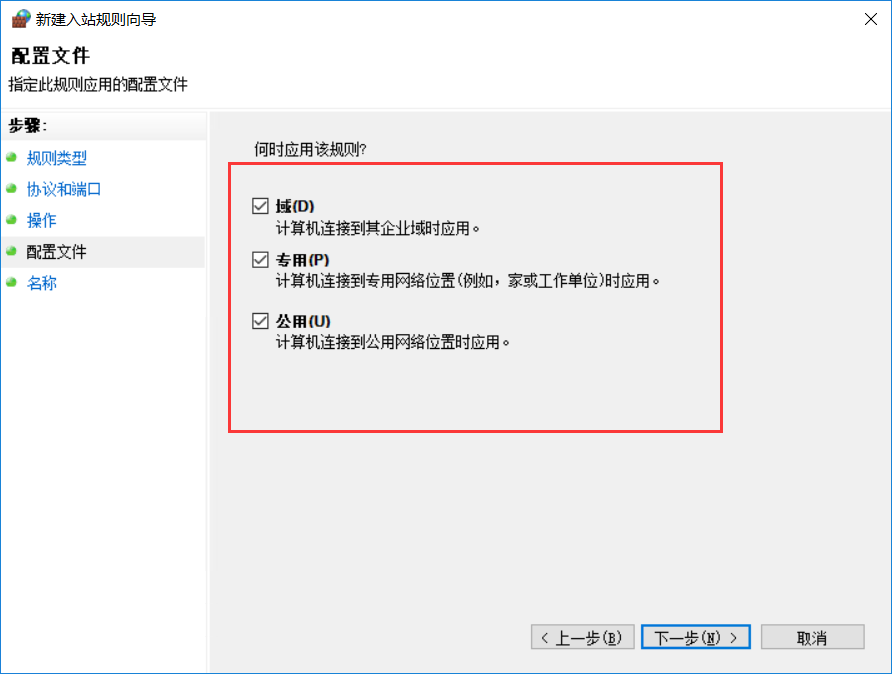 新建入站规则向导
配置文件
指定此规则应用的配置文件
步骤:
规则类型
协议和端口
操作
配置文件
名称
何时应用该规则?
域(D)
计算机连接到其企业域时应用。
专用(P)
计算机连接到专用网络位置(例如，家或工作单位)时应用。
公用(U)
计算机连接到公用网络位置时应用。
< 上一步(B) 下一步(N) > 取消